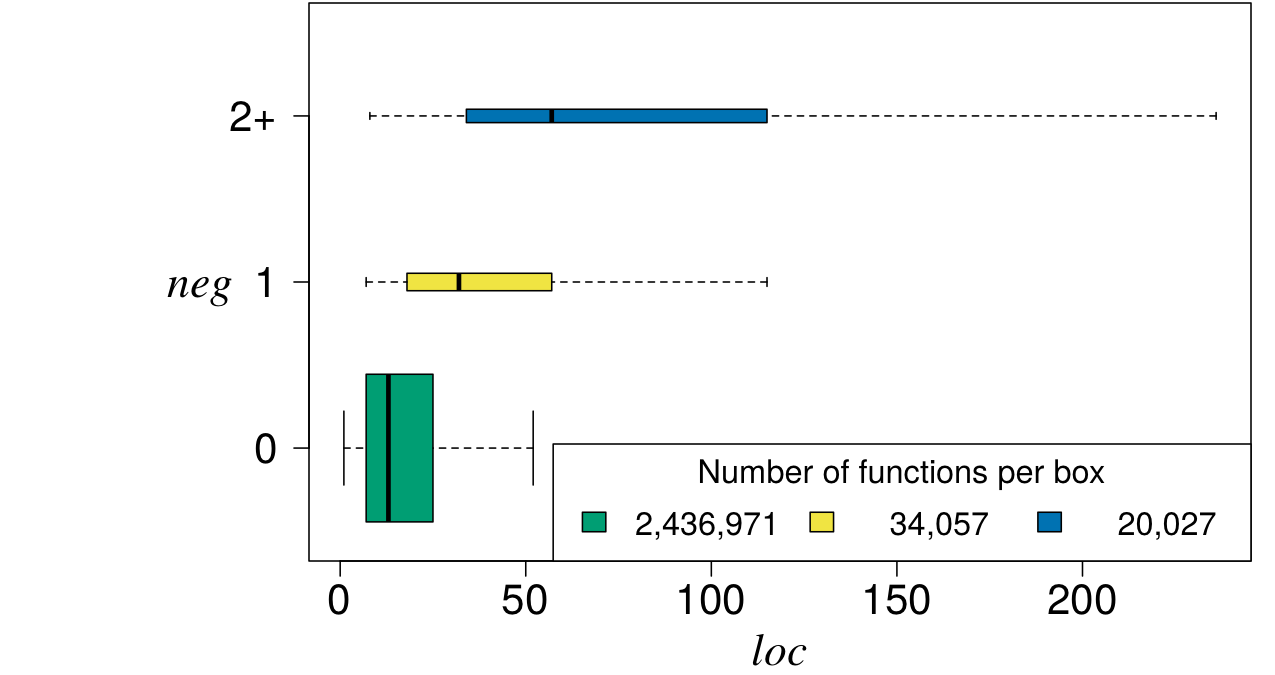 2+
neg 1
0
Number of functions per box
2,436,971 34,057 20,027
0 50 100 150 200
loc